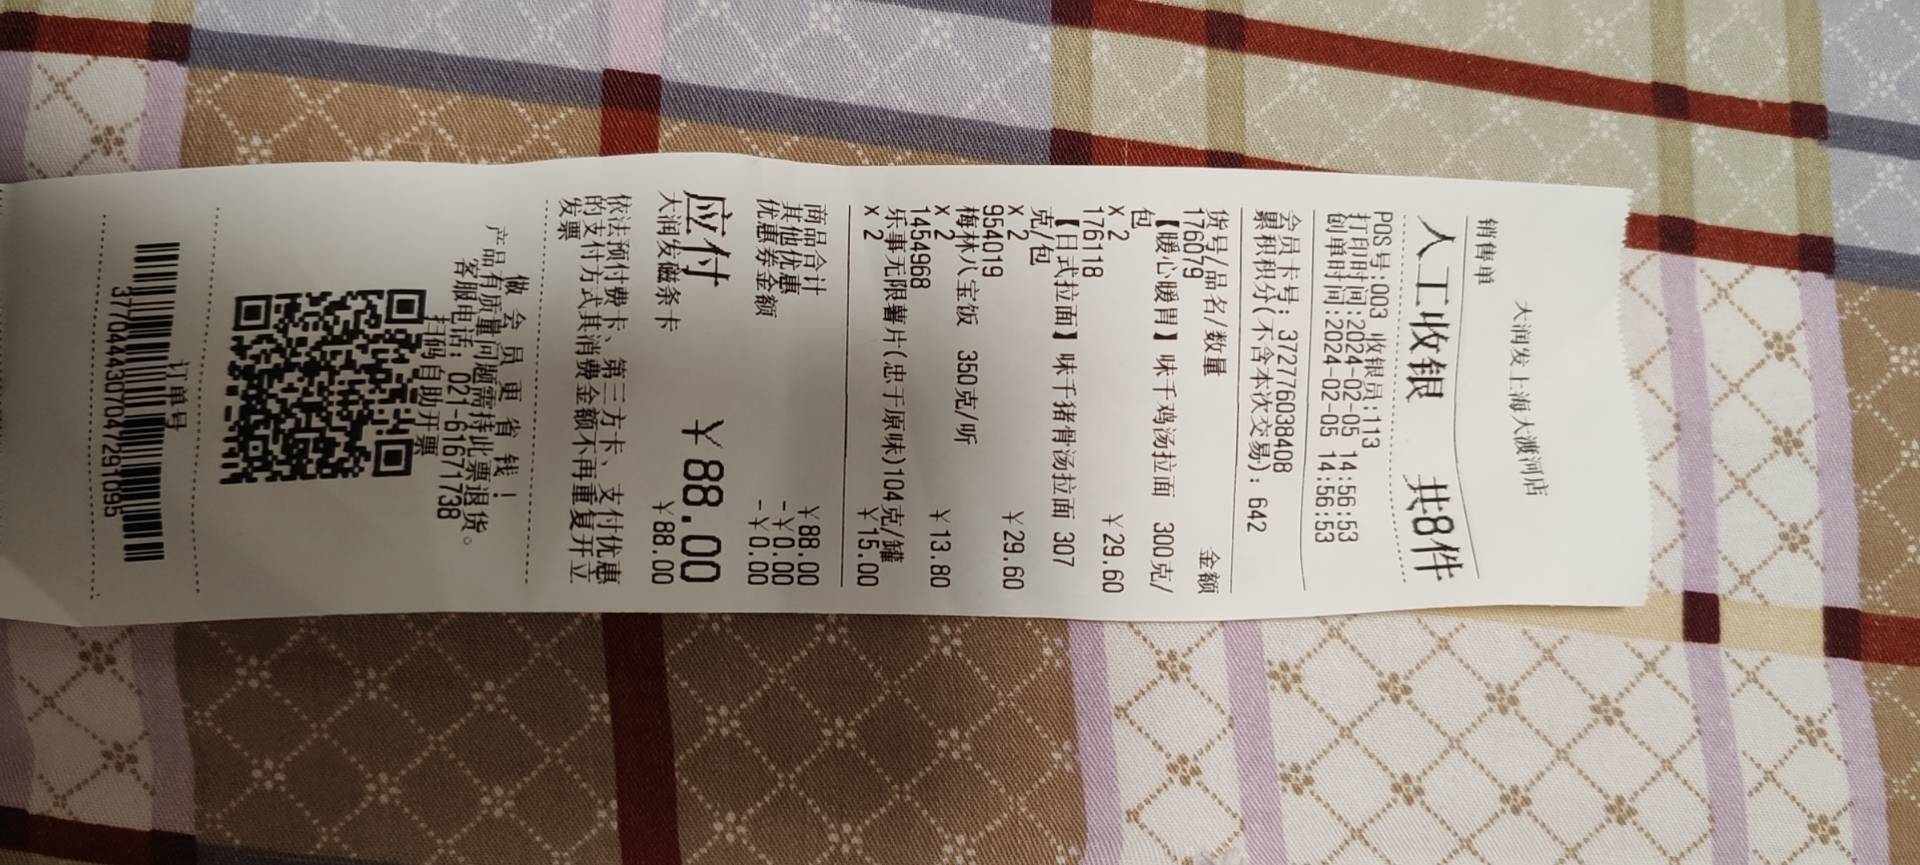 大润发上海大渡河店
销售单
人工收银 共8件
POS号:003 收银员:113
打印时间:2024-02-05 14:56:53
创单时间:2024-02-05 14:56:53
会员卡号: 3727760384​08
累积积分(不含本次交易): 642
货号/品名/数量 金额
176079
【暖心暖胃】味千鸡汤拉面 300克/
包
x 2 ¥29.60
176118
【日式拉面】味千猪骨汤拉面 307
克/包
x 2 ¥29.60
954019
梅林八宝饭 350克/听
x 2 ¥13.80
1454968
乐事无限薯片(忠于原味)104克/罐
x 2 ¥15.00
商品合计 ¥88.00
其他优惠 -¥0.00
优惠券金额 -¥0.00
应付 ¥88.00
大润发磁条卡 ¥88.00
依法预付费卡、第三方卡、支付优惠
的支付方式其消费金额不再重复开立
发票
做会员更省钱!
产品有质量问题需持此票退货。
客服电话: 021-61671738
扫码自助开票
订单号
3770444307047291095